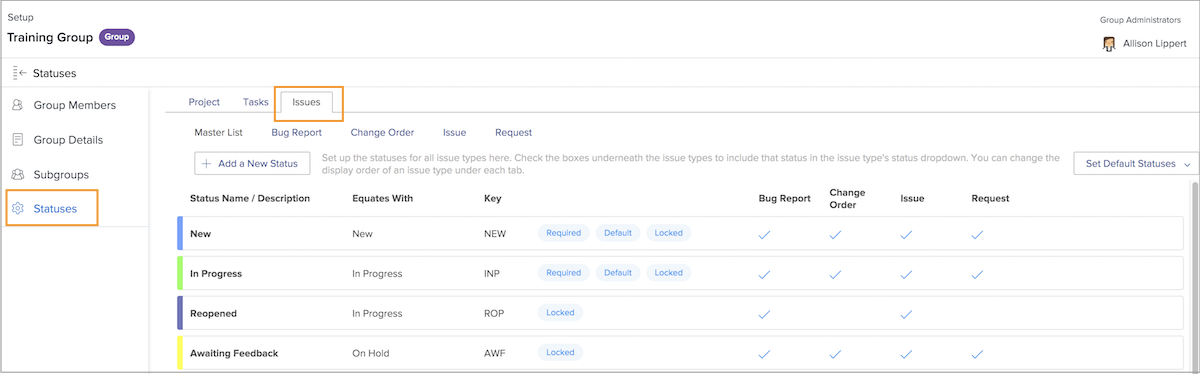 Setup
Group Administrators
Training Group Group
Allison Lippert
Statuses
Group Members
Group Details
Subgroups
Statuses
Project Tasks Issues
Master List Bug Report Change Order Issue Request
+ Add a New Status
Set up the statuses for all issue types here. Check the boxes underneath the issue types to include that status in the issue type's status dropdown. You can change the
display order of an issue type under each tab.
Set Default Statuses
Status Name / Description Equates With Key Bug Report Change Order Issue Request
New New NEW Required Default Locked
In Progress In Progress INP Required Default Locked
Reopened In Progress ROP Locked
Awaiting Feedback On Hold AWF Locked